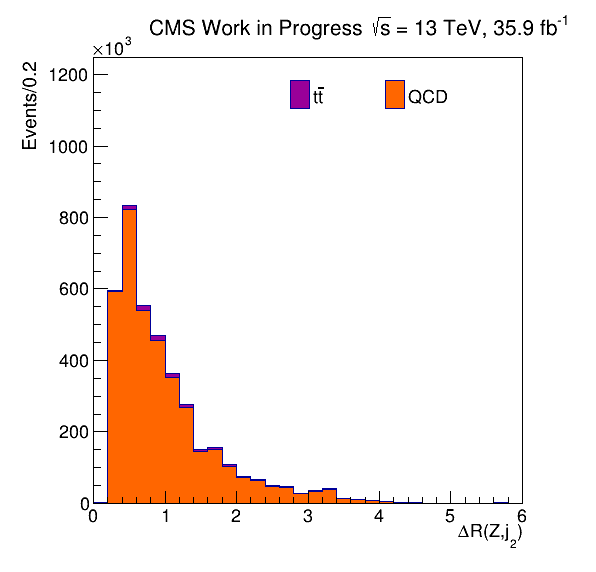 CMS Work in Progress √s = 13 TeV, 35.9 fb⁻¹
×10³
Events/0.2
1200
1000
800
600
400
200
0
tt̄
QCD
0 1 2 3 4 5 6
ΔR(Z,j₂)